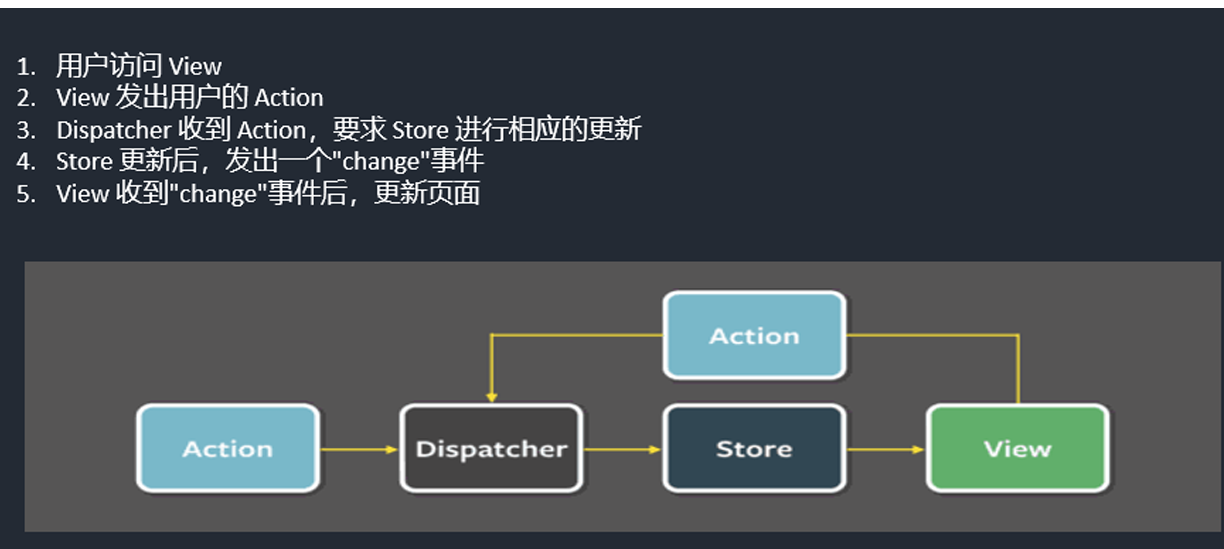 1. 用户访问 View
2. View 发出用户的 Action
3. Dispatcher 收到 Action，要求 Store 进行相应的更新
4. Store 更新后，发出一个"change"事件
5. View 收到"change"事件后，更新页面
Action
Action
Dispatcher
Store
View